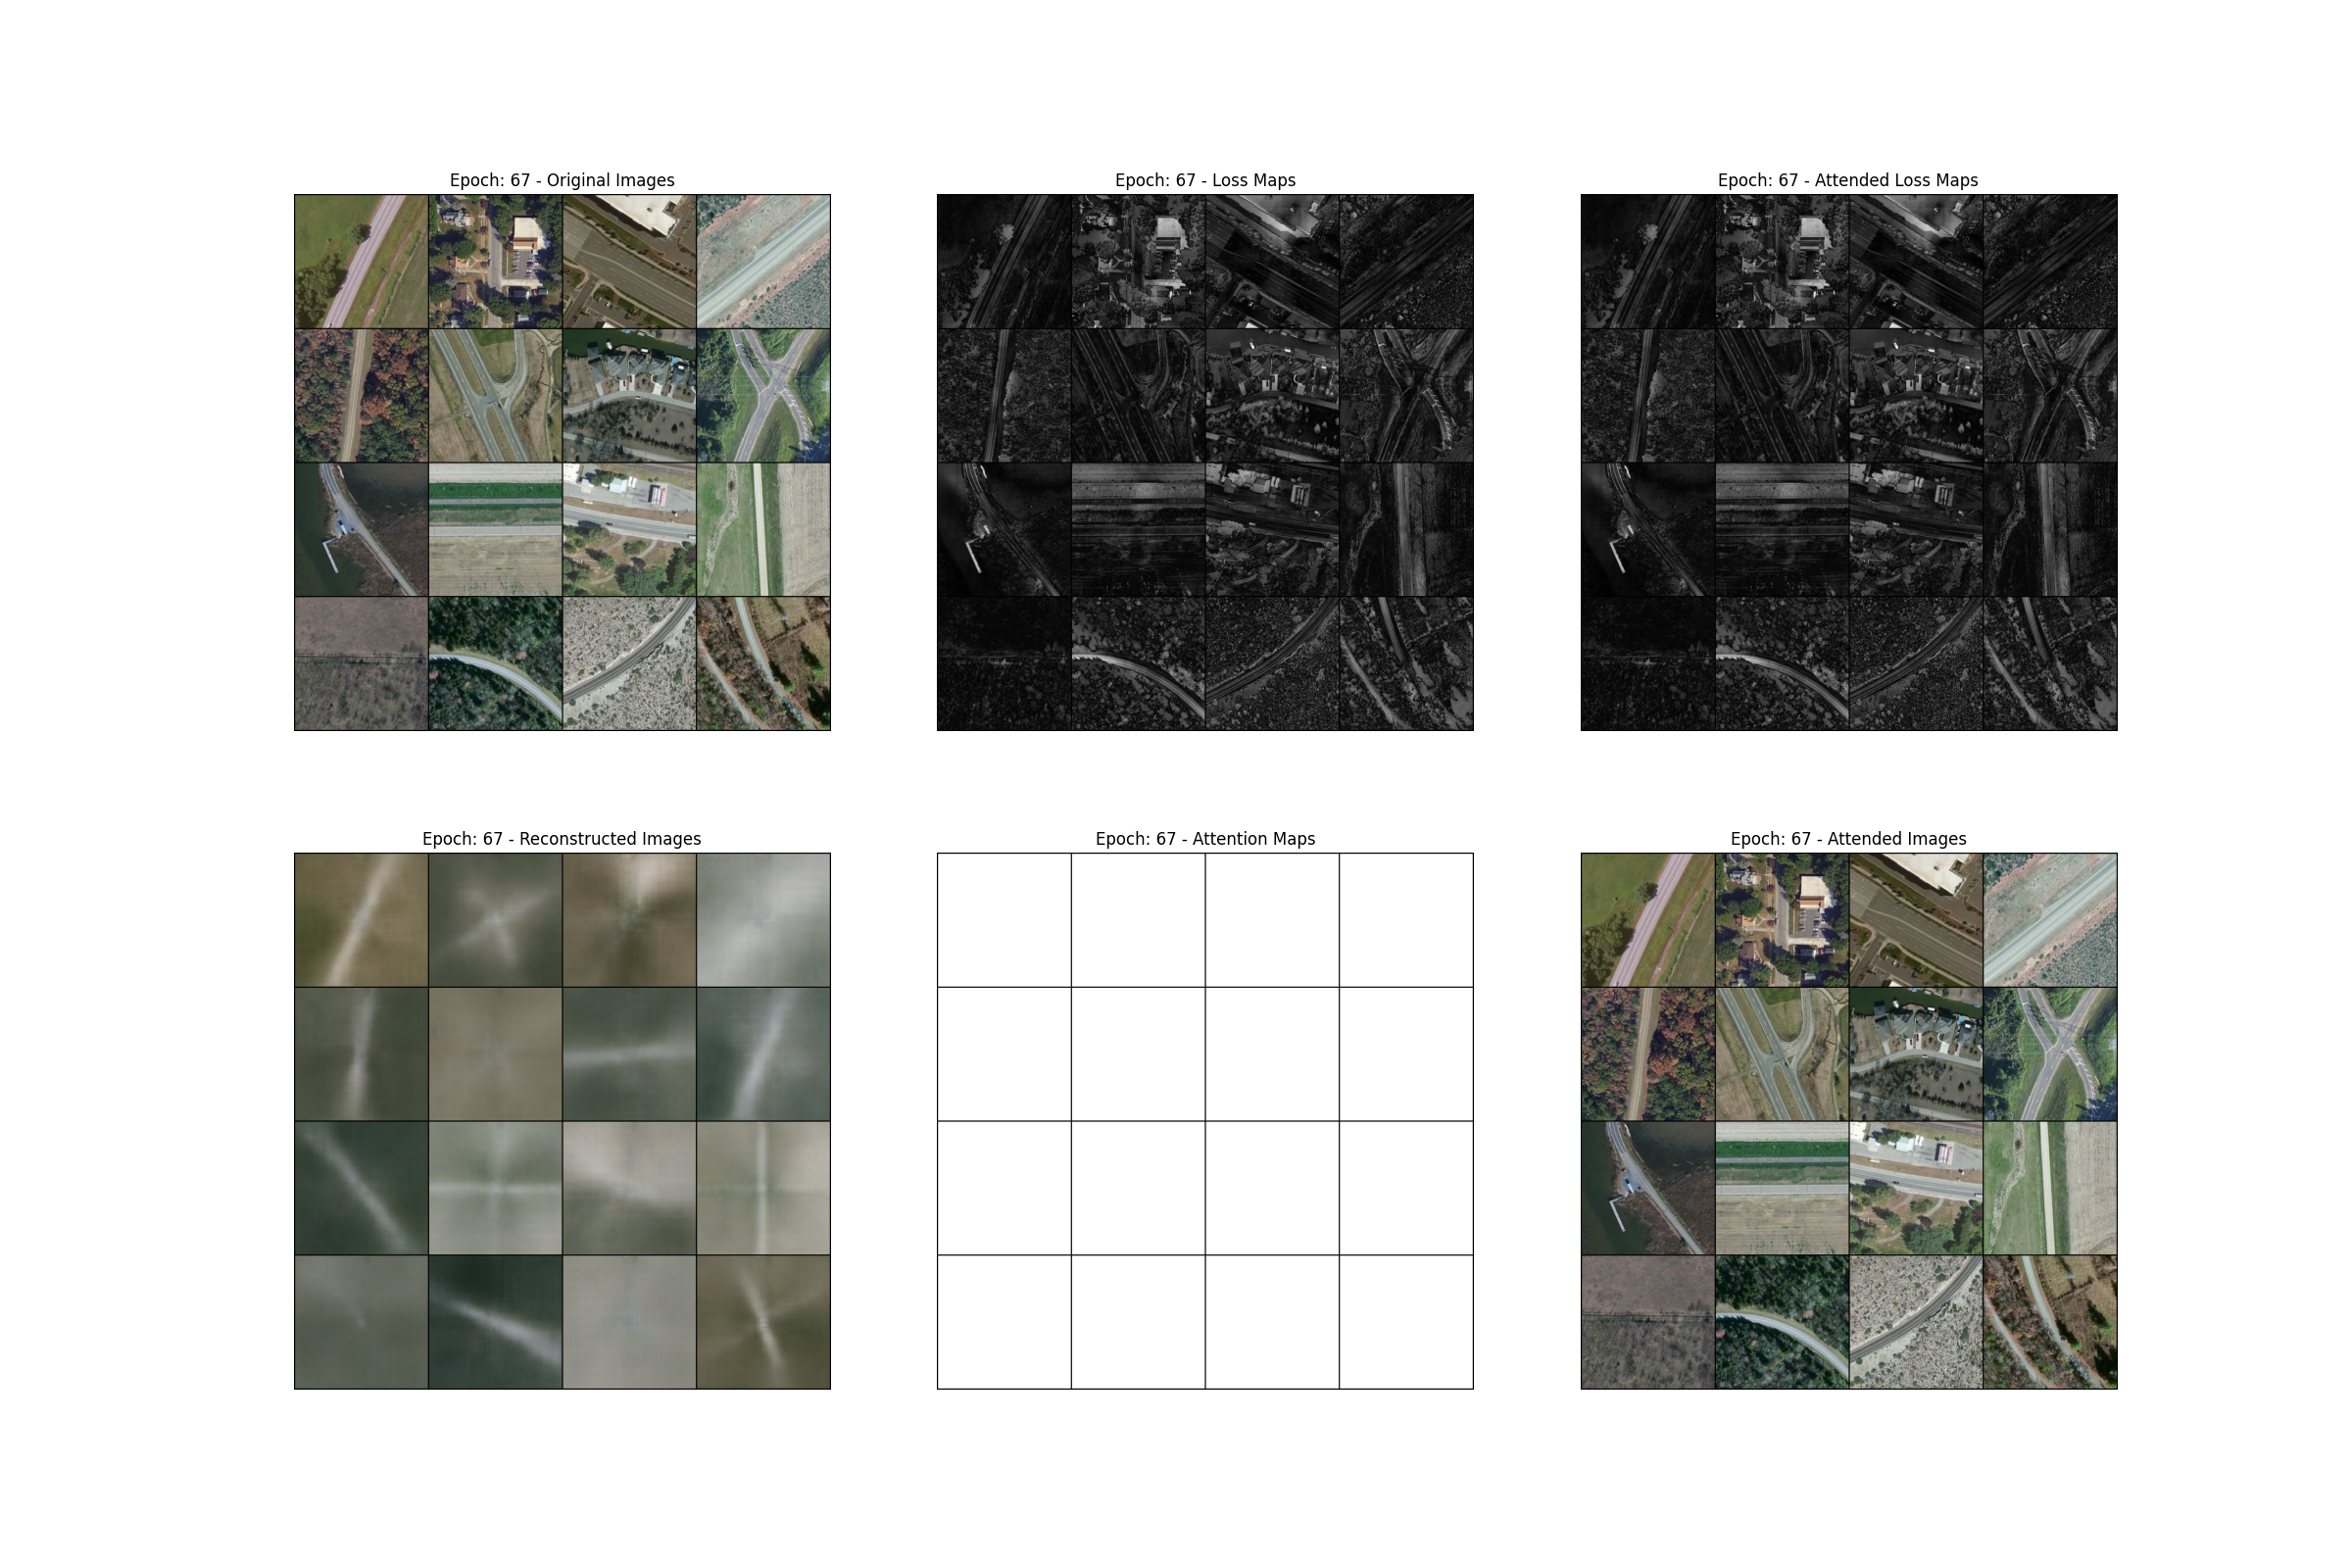 Epoch: 67 - Original Images
Epoch: 67 - Loss Maps
Epoch: 67 - Attended Loss Maps
Epoch: 67 - Reconstructed Images
Epoch: 67 - Attention Maps
Epoch: 67 - Attended Images